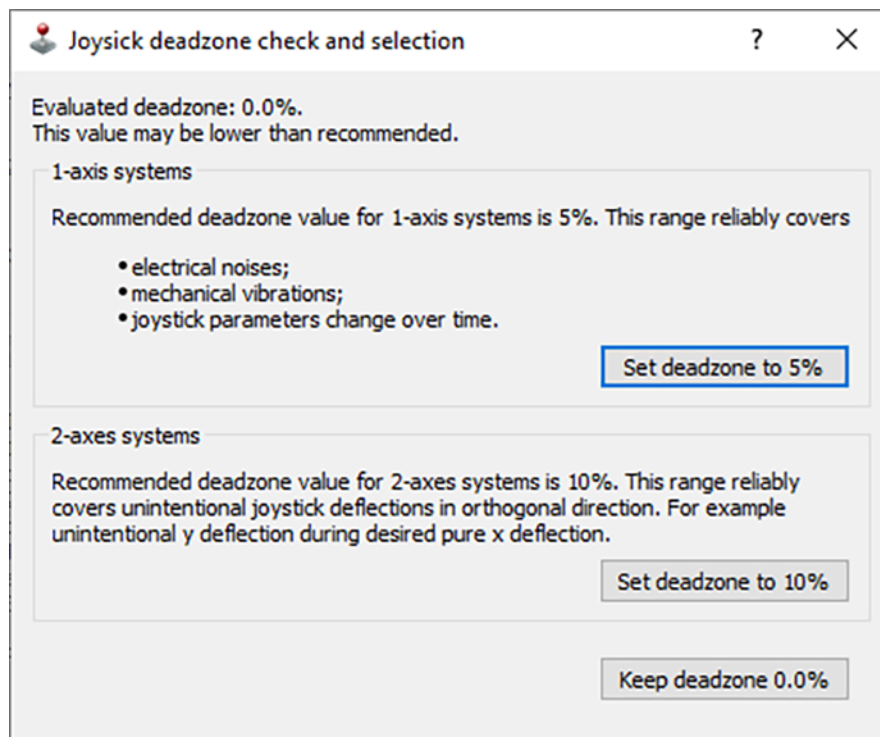 Joysick deadzone check and selection
?
Evaluated deadzone: 0.0%.
This value may be lower than recommended.
1-axis systems
Recommended deadzone value for 1-axis systems is 5%. This range reliably covers
• electrical noises;
• mechanical vibrations;
• joystick parameters change over time.
Set deadzone to 5%
2-axes systems
Recommended deadzone value for 2-axes systems is 10%. This range reliably
covers unintentional joystick deflections in orthogonal direction. For example
unintentional y deflection during desired pure x deflection.
Set deadzone to 10%
Keep deadzone 0.0%